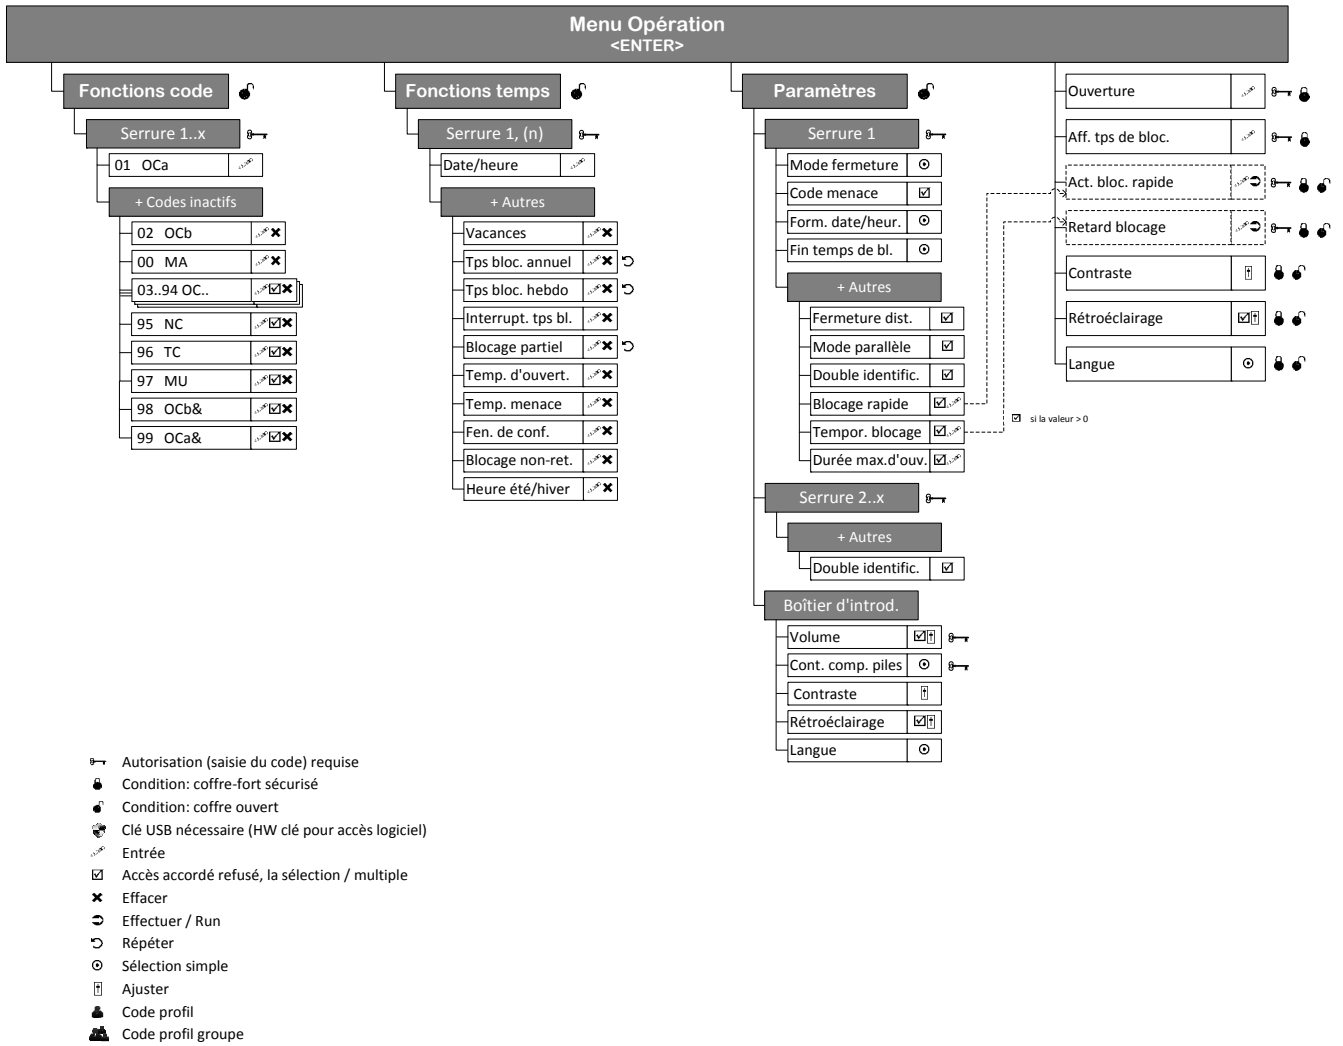 Menu Opération
<ENTER>
Fonctions code
Serrure 1..x
01 OCa
+ Codes inactifs
02 OCb
00 MA
03..94 OC..
95 NC
96 TC
97 MU
98 OCb&
99 OCa&
Fonctions temps
Serrure 1, (n)
Date/heure
+ Autres
Vacances
Tps bloc. annuel
Tps bloc. hebdo
Interrupt. tps bl.
Blocage partiel
Temp. d'ouvert.
Temp. menace
Fen. de conf.
Blocage non-ret.
Heure été/hiver
Paramètres
Serrure 1
Mode fermeture
Code menace
Form. date/heur.
Fin temps de bl.
+ Autres
Fermeture dist.
Mode parallèle
Double identific.
Blocage rapide
Tempor. blocage
Durée max.d'ouv.
Serrure 2..x
+ Autres
Double identific.
Boîtier d'introd.
Volume
Cont. comp. piles
Contraste
Rétroéclairage
Langue
Ouverture
Aff. tps de bloc.
Act. bloc. rapide
Retard blocage
Contraste
Rétroéclairage
Langue
si la valeur > 0
Autorisation (saisie du code) requise
Condition: coffre-fort sécurisé
Condition: coffre ouvert
Clé USB nécessaire (HW clé pour accès logiciel)
Entrée
Accès accordé refusé, la sélection / multiple
Effacer
Effectuer / Run
Répéter
Sélection simple
Ajuster
Code profil
Code profil groupe